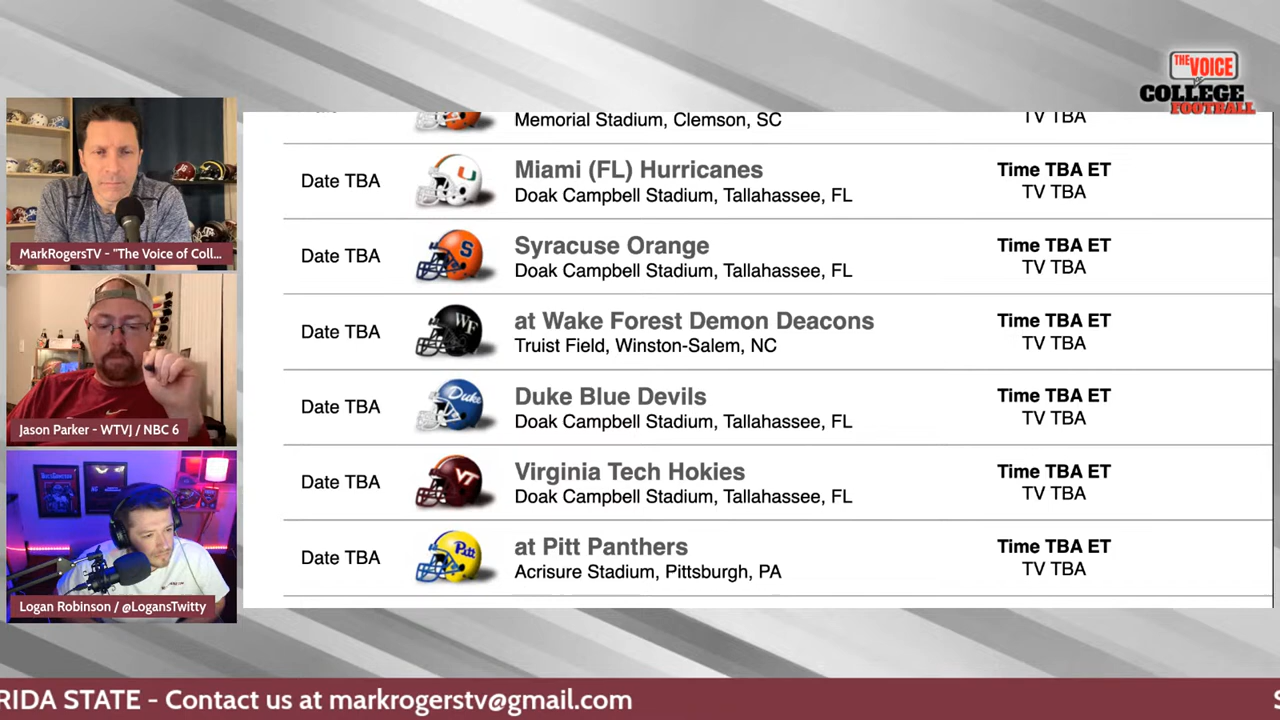 THE VOICE
OF
COLLEGE
FOOTBALL
MarkRogersTV - "The Voice of Coll...
Jason Parker - WTVJ / NBC 6
Logan Robinson / @LogansTwitty
Memorial Stadium, Clemson, SC
TV TBA
Date TBA
Miami (FL) Hurricanes
Doak Campbell Stadium, Tallahassee, FL
Time TBA ET
TV TBA
Date TBA
S
Syracuse Orange
Doak Campbell Stadium, Tallahassee, FL
Time TBA ET
TV TBA
Date TBA
WF
at Wake Forest Demon Deacons
Truist Field, Winston-Salem, NC
Time TBA ET
TV TBA
Date TBA
Duke
Duke Blue Devils
Doak Campbell Stadium, Tallahassee, FL
Time TBA ET
TV TBA
Date TBA
VT
Virginia Tech Hokies
Doak Campbell Stadium, Tallahassee, FL
Time TBA ET
TV TBA
Date TBA
Pitt
at Pitt Panthers
Acrisure Stadium, Pittsburgh, PA
Time TBA ET
TV TBA
RIDA STATE - Contact us at markrogerstv@gmail.com